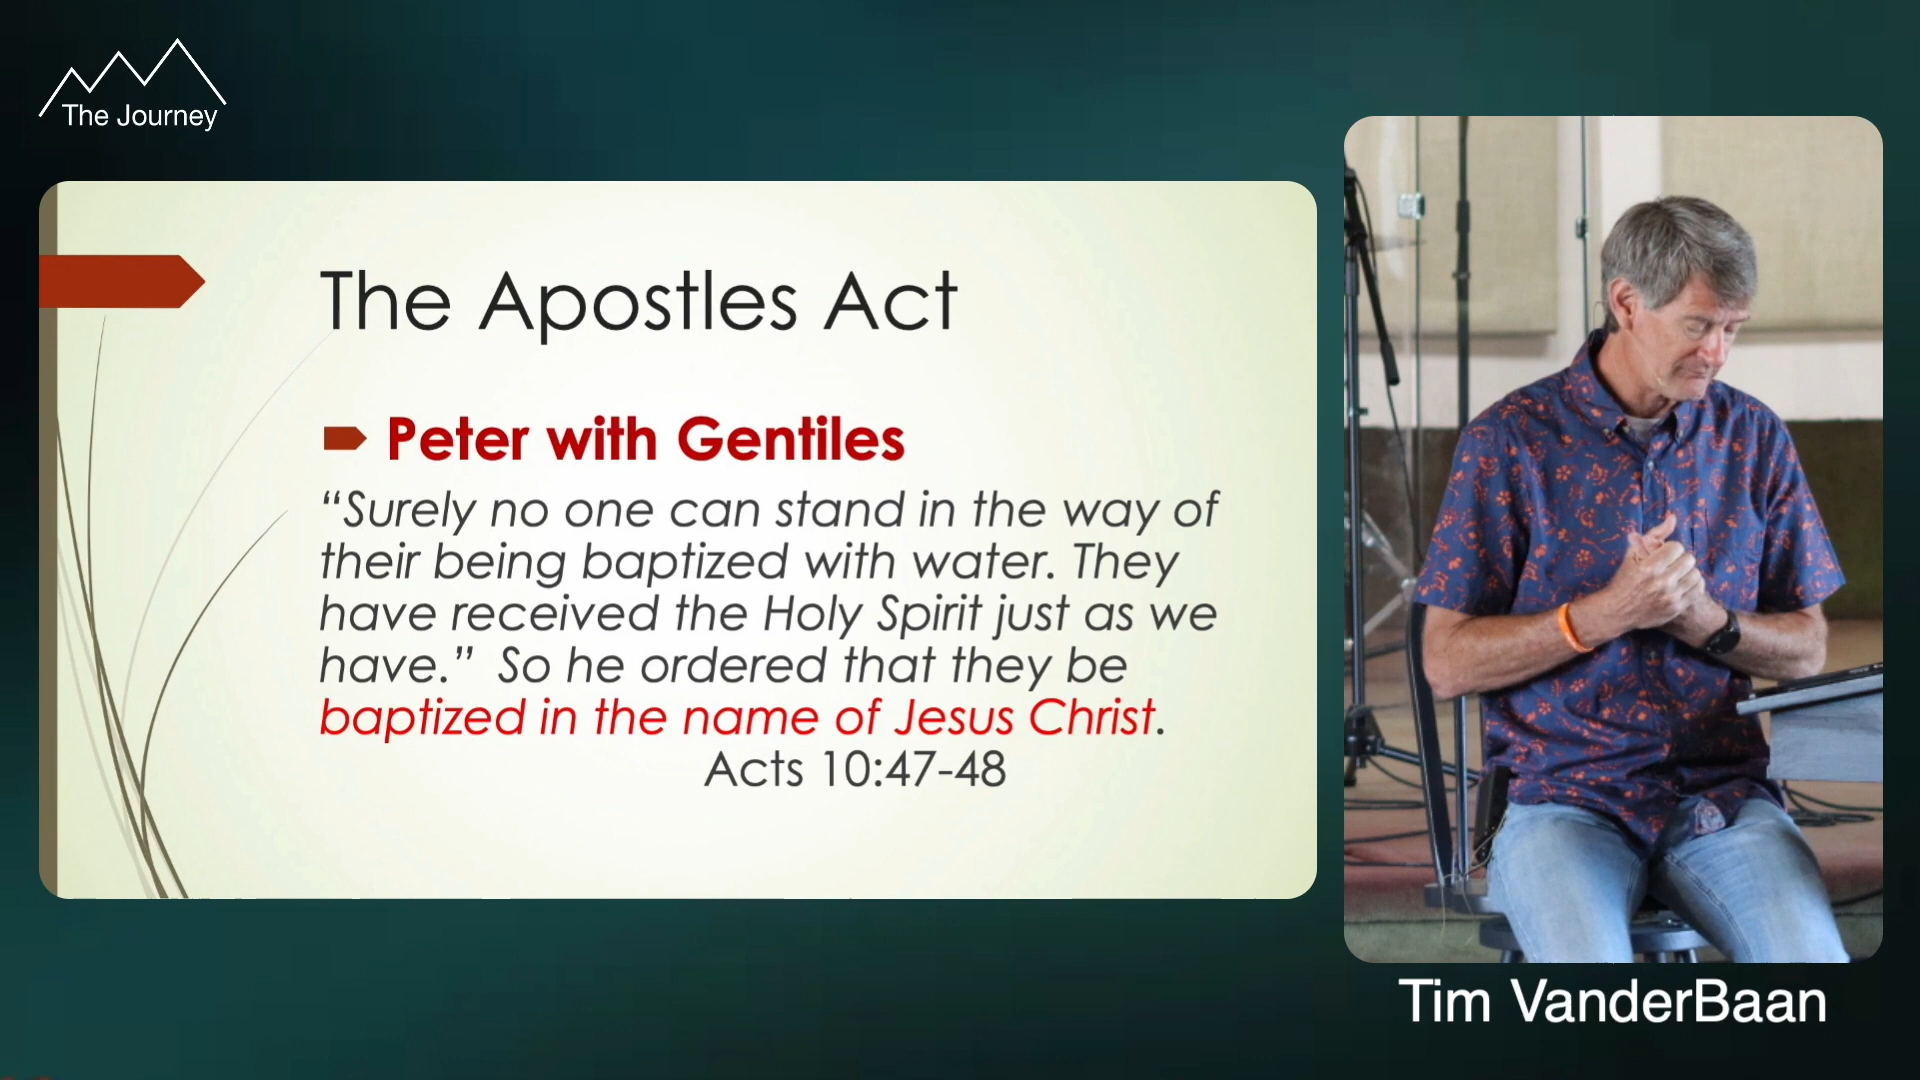 The Journey
The Apostles Act
Peter with Gentiles
“Surely no one can stand in the way of
their being baptized with water. They
have received the Holy Spirit just as we
have.”  So he ordered that they be
baptized in the name of Jesus Christ.
Acts 10:47-48
Tim VanderBaan